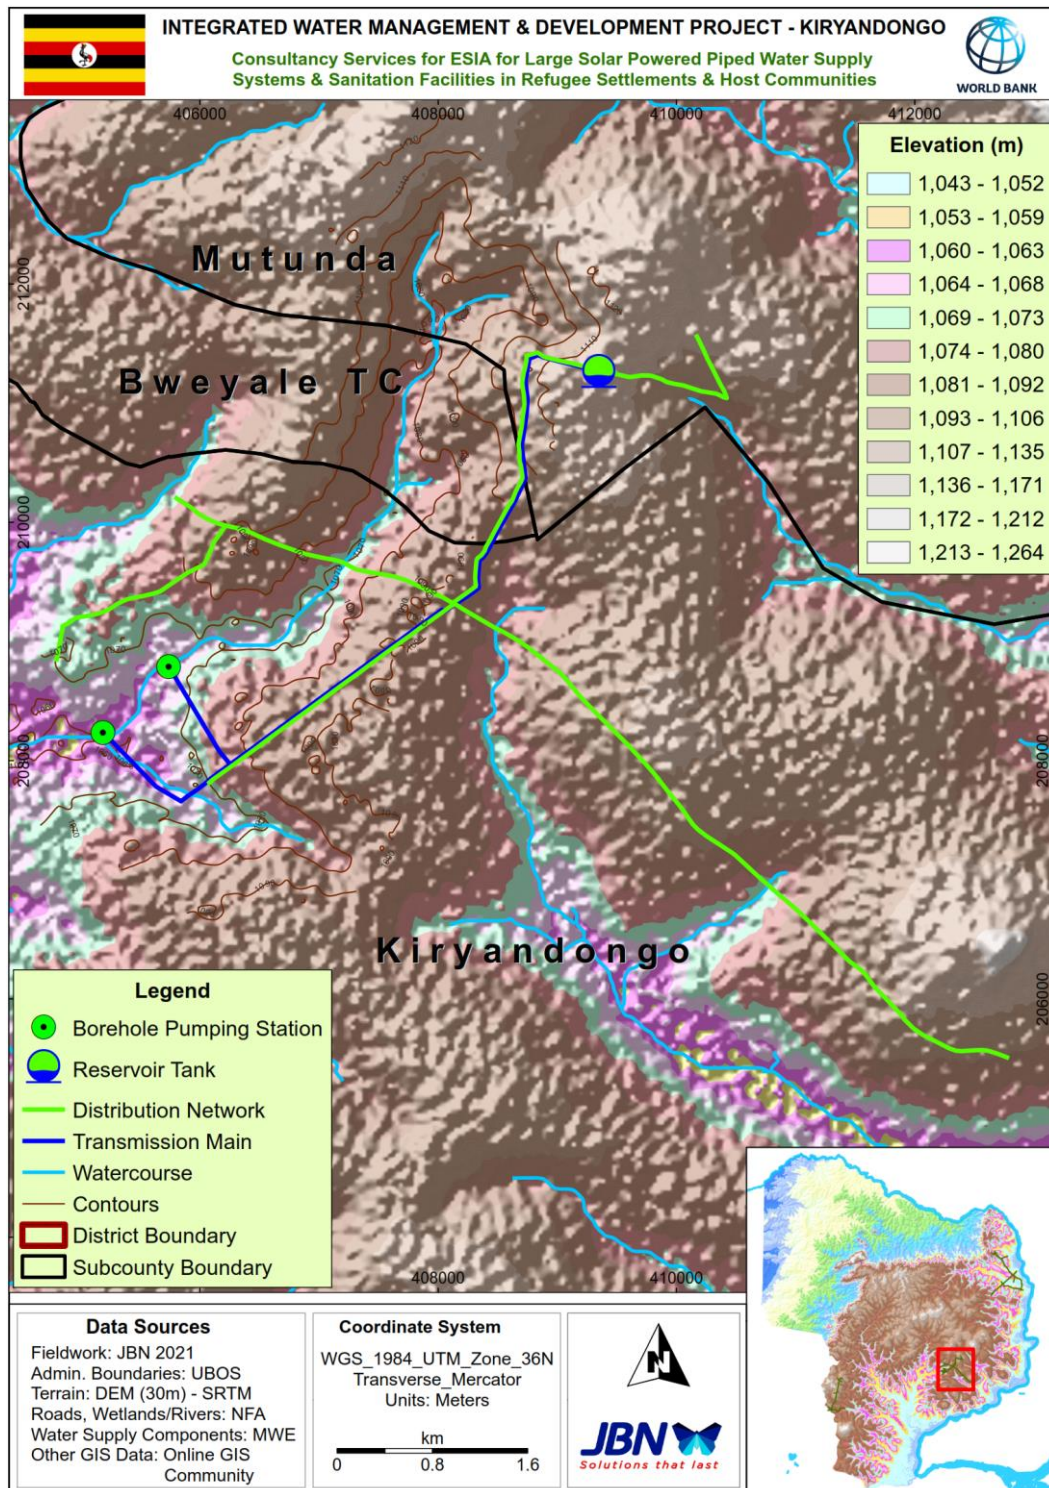 INTEGRATED WATER MANAGEMENT & DEVELOPMENT PROJECT - KIRYANDONGO
Consultancy Services for ESIA for Large Solar Powered Piped Water Supply
Systems & Sanitation Facilities in Refugee Settlements & Host Communities
WORLD BANK
406000
408000
410000
412000
Elevation (m)
1,043 - 1,052
1,053 - 1,059
1,060 - 1,063
1,064 - 1,068
1,069 - 1,073
1,074 - 1,080
1,081 - 1,092
1,093 - 1,106
1,107 - 1,135
1,136 - 1,171
1,172 - 1,212
1,213 - 1,264
212000
Mutunda
Bweyale TC
210000
208000
208000
Kiryandongo
206000
Legend
Borehole Pumping Station
Reservoir Tank
Distribution Network
Transmission Main
Watercourse
Contours
District Boundary
Subcounty Boundary
408000
410000
Data Sources
Fieldwork: JBN 2021
Admin. Boundaries: UBOS
Terrain: DEM (30m) - SRTM
Roads, Wetlands/Rivers: NFA
Water Supply Components: MWE
Other GIS Data: Online GIS
Community
Coordinate System
WGS_1984_UTM_Zone_36N
Transverse_Mercator
Units: Meters
km
0 0.8 1.6
N
JBN
Solutions that last